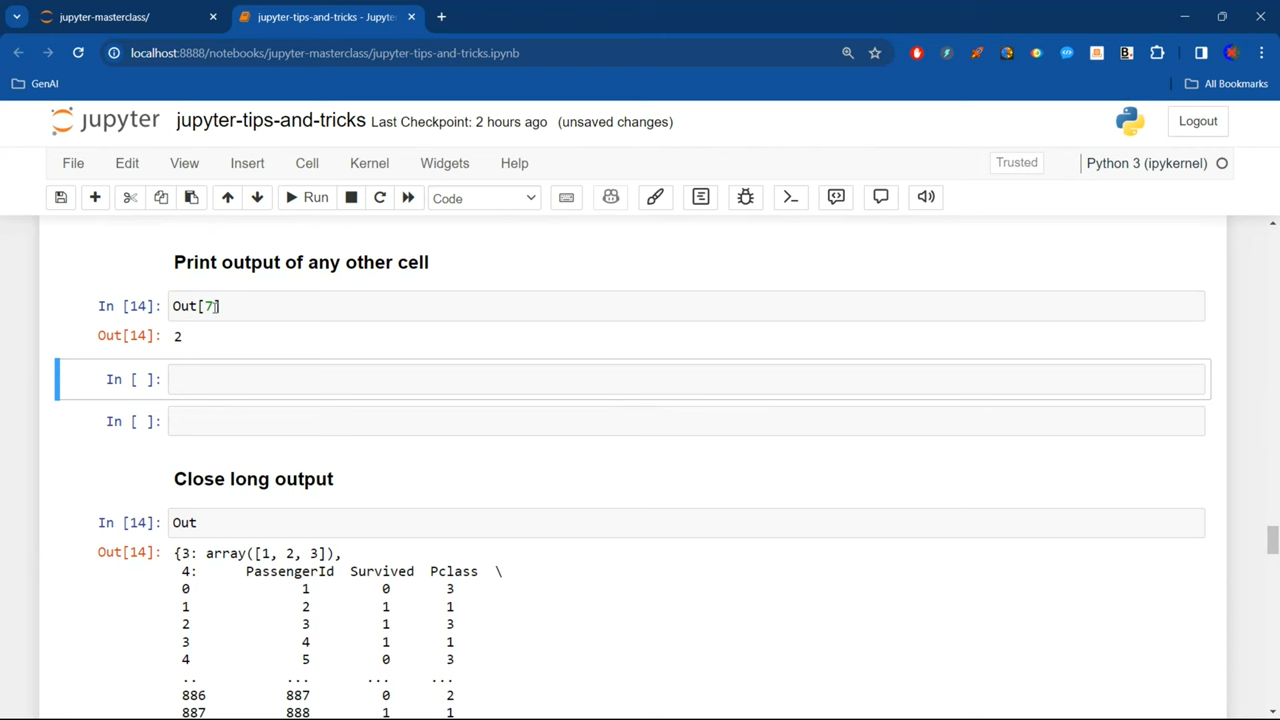 jupyter-masterclass/
jupyter-tips-and-tricks - Jupyte
localhost:8888/notebooks/jupyter-masterclass/jupyter-tips-and-tricks.ipynb
GenAI
All Bookmarks
jupyter jupyter-tips-and-tricks Last Checkpoint: 2 hours ago (unsaved changes)
Logout
File Edit View Insert Cell Kernel Widgets Help
Trusted
Python 3 (ipykernel)
Run
Code
Print output of any other cell
In [14]: Out[7]
Out[14]: 2
In [ ]:
In [ ]:
Close long output
In [14]: Out
Out[14]: {3: array([1, 2, 3]),
4: PassengerId Survived Pclass \
0 1 0 3
1 2 1 1
2 3 1 3
3 4 1 1
4 5 0 3
.. ... ... ...
886 887 0 2
887 888 1 1